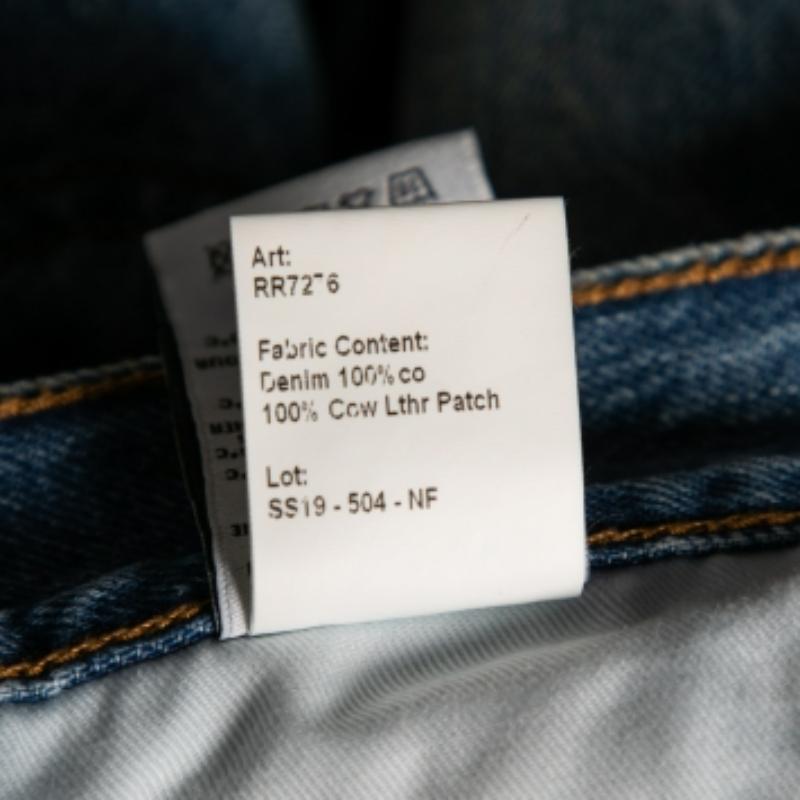 Art:
Fabric Content:
Denim 100% co
100% Cow Lthr Patch
Lot:
SS19 - 504 - NF